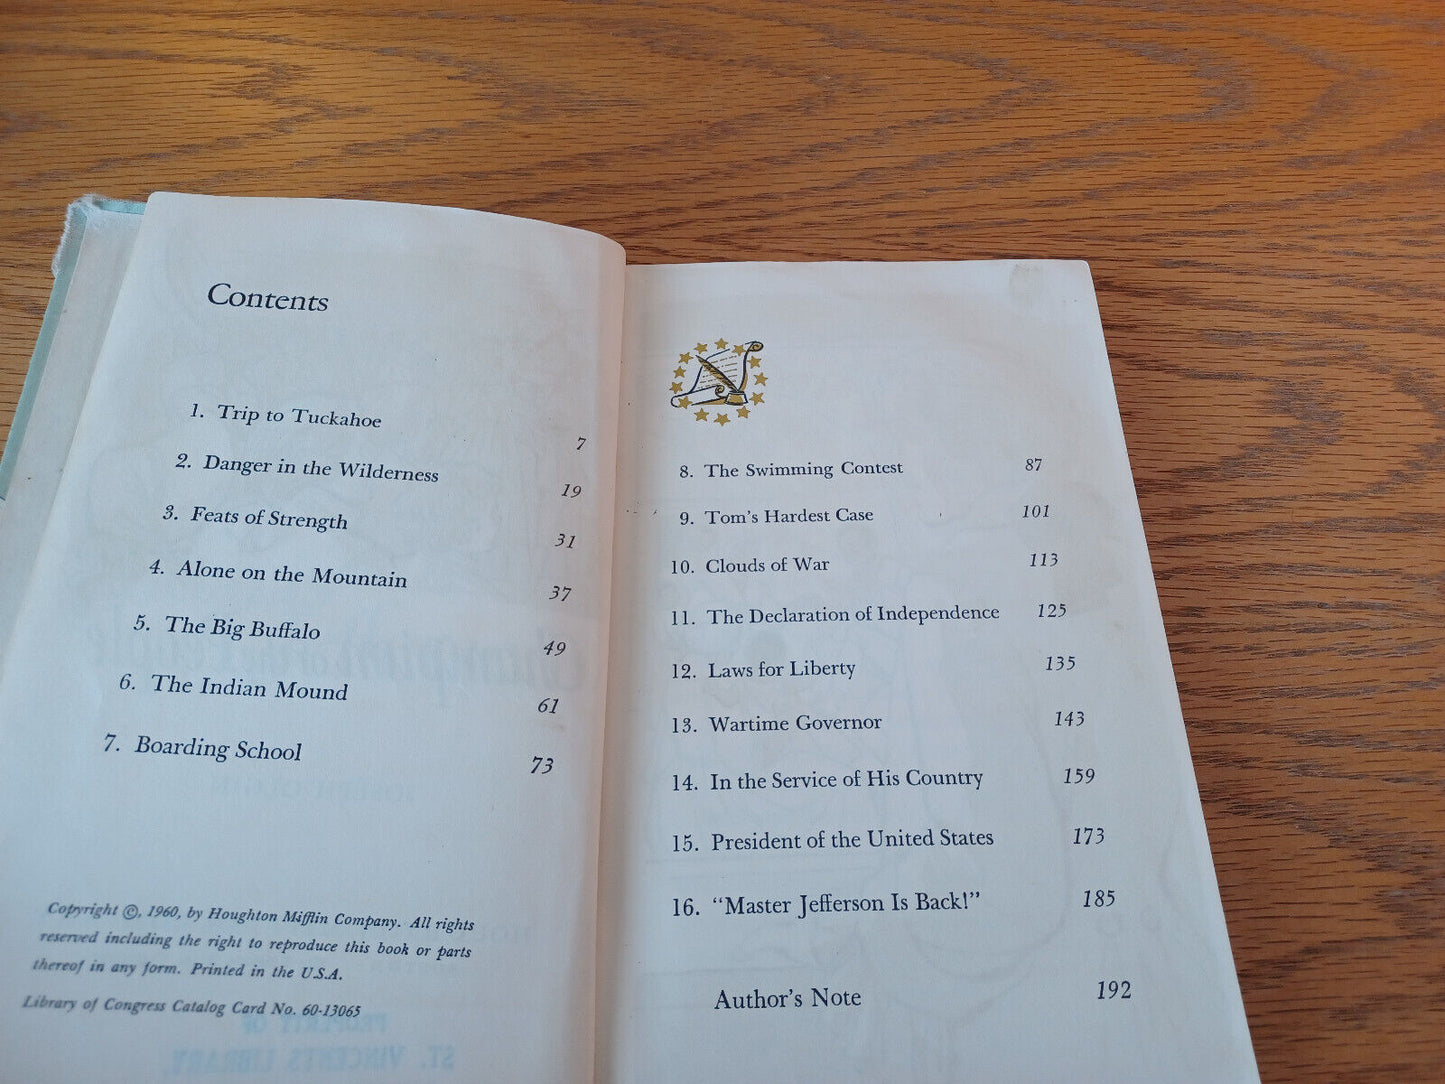 Contents
1. Trip to Tuckahoe 7
2. Danger in the Wilderness 19
3. Feats of Strength 31
4. Alone on the Mountain 37
5. The Big Buffalo 49
6. The Indian Mound 61
7. Boarding School 73
Copyright ©, 1960, by Houghton Mifflin Company. All rights
reserved including the right to reproduce this book or parts
thereof in any form. Printed in the U.S.A.
Library of Congress Catalog Card No. 60-13065
PROPERTY OF
ST. VINCENTS LIBRARY.
8. The Swimming Contest 87
9. Tom's Hardest Case 101
10. Clouds of War 113
11. The Declaration of Independence 125
12. Laws for Liberty 135
13. Wartime Governor 143
14. In the Service of His Country 159
15. President of the United States 173
16. "Master Jefferson Is Back!" 185
Author's Note 192